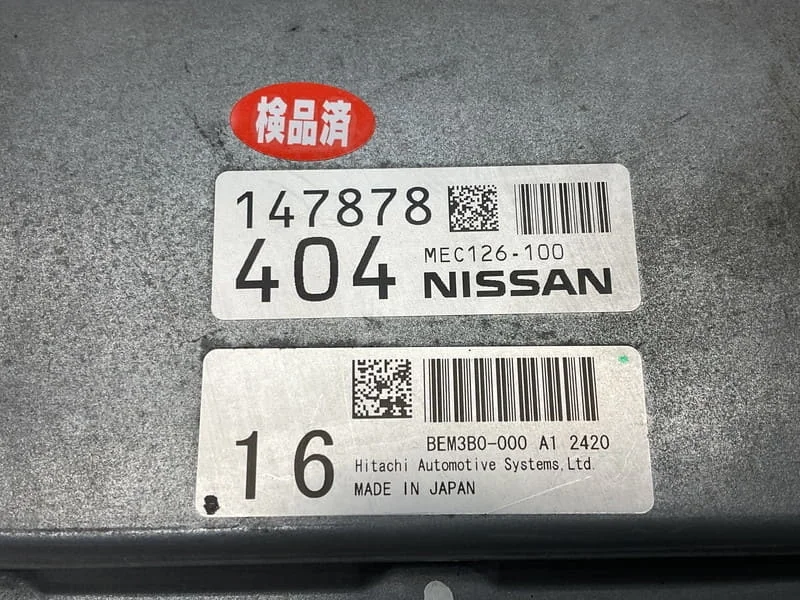 検品済
147878
404
MEC126-100
NISSAN
16
BEM3B0-000 A1 2420
Hitachi Automotive Systems,Ltd.
MADE IN JAPAN